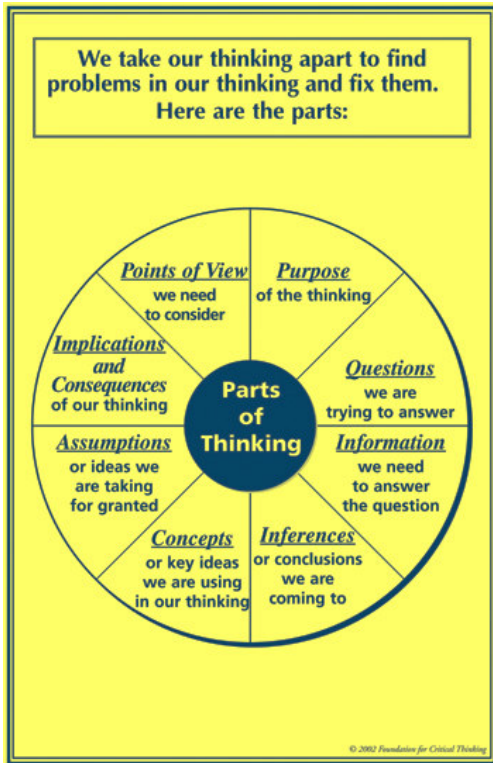 We take our thinking apart to find
problems in our thinking and fix them.
Here are the parts:
Points of View
we need
to consider
Purpose
of the thinking
Implications
and
Consequences
of our thinking
Parts
of
Thinking
Questions
we are
trying to answer
Assumptions
or ideas we
are taking
for granted
Information
we need
to answer
the question
Concepts
or key ideas
we are using
in our thinking
Inferences
or conclusions
we are
coming to
© 2002 Foundation for Critical Thinking